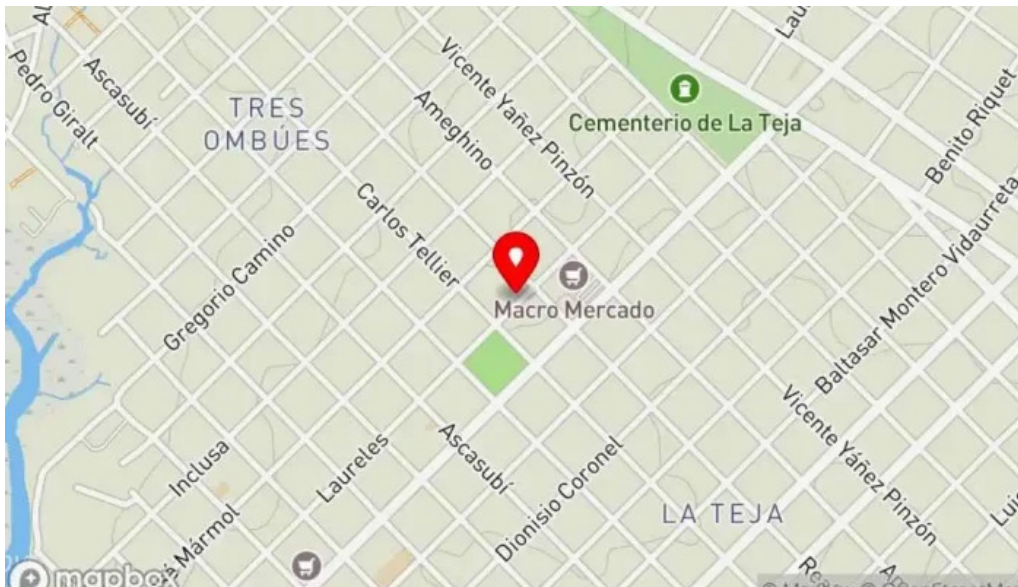 Pedro Giralt
Ascasubí
TRES
OMBÚES
Vicente Yañez Pinzón
Ameghino
Cementerio de La Teja
Benito Riquet
Carlos Tellier
Gregorio Camino
Macro Mercado
Baltasar Montero Vidaurreta
Inclusa
Laureles
Ascasubí
Dionisio Coronel
Vicente Yáñez Pinzón
LA TEJA
Mármol
mapbox